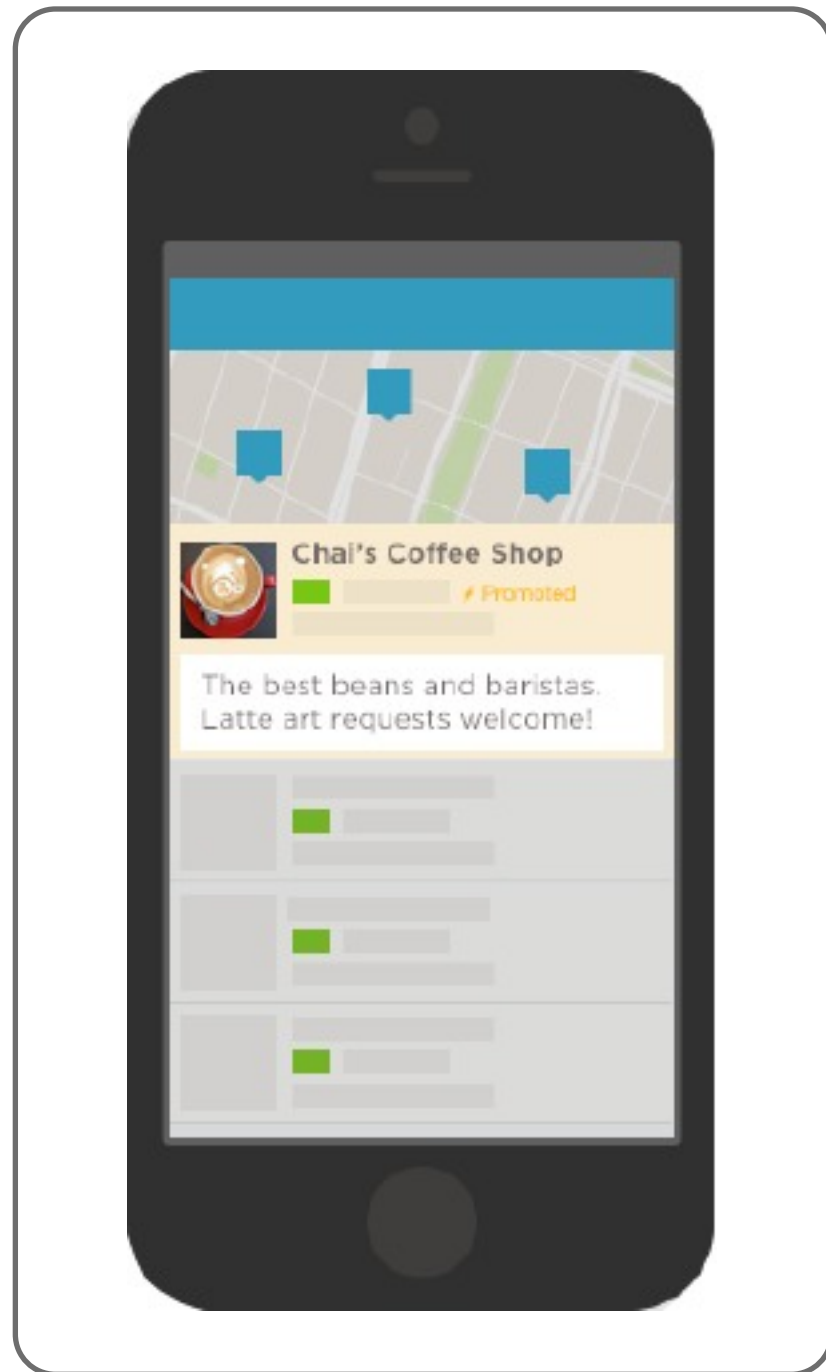 Chai's Coffee Shop
Promoted
The best beans and baristas.
Latte art requests welcome!